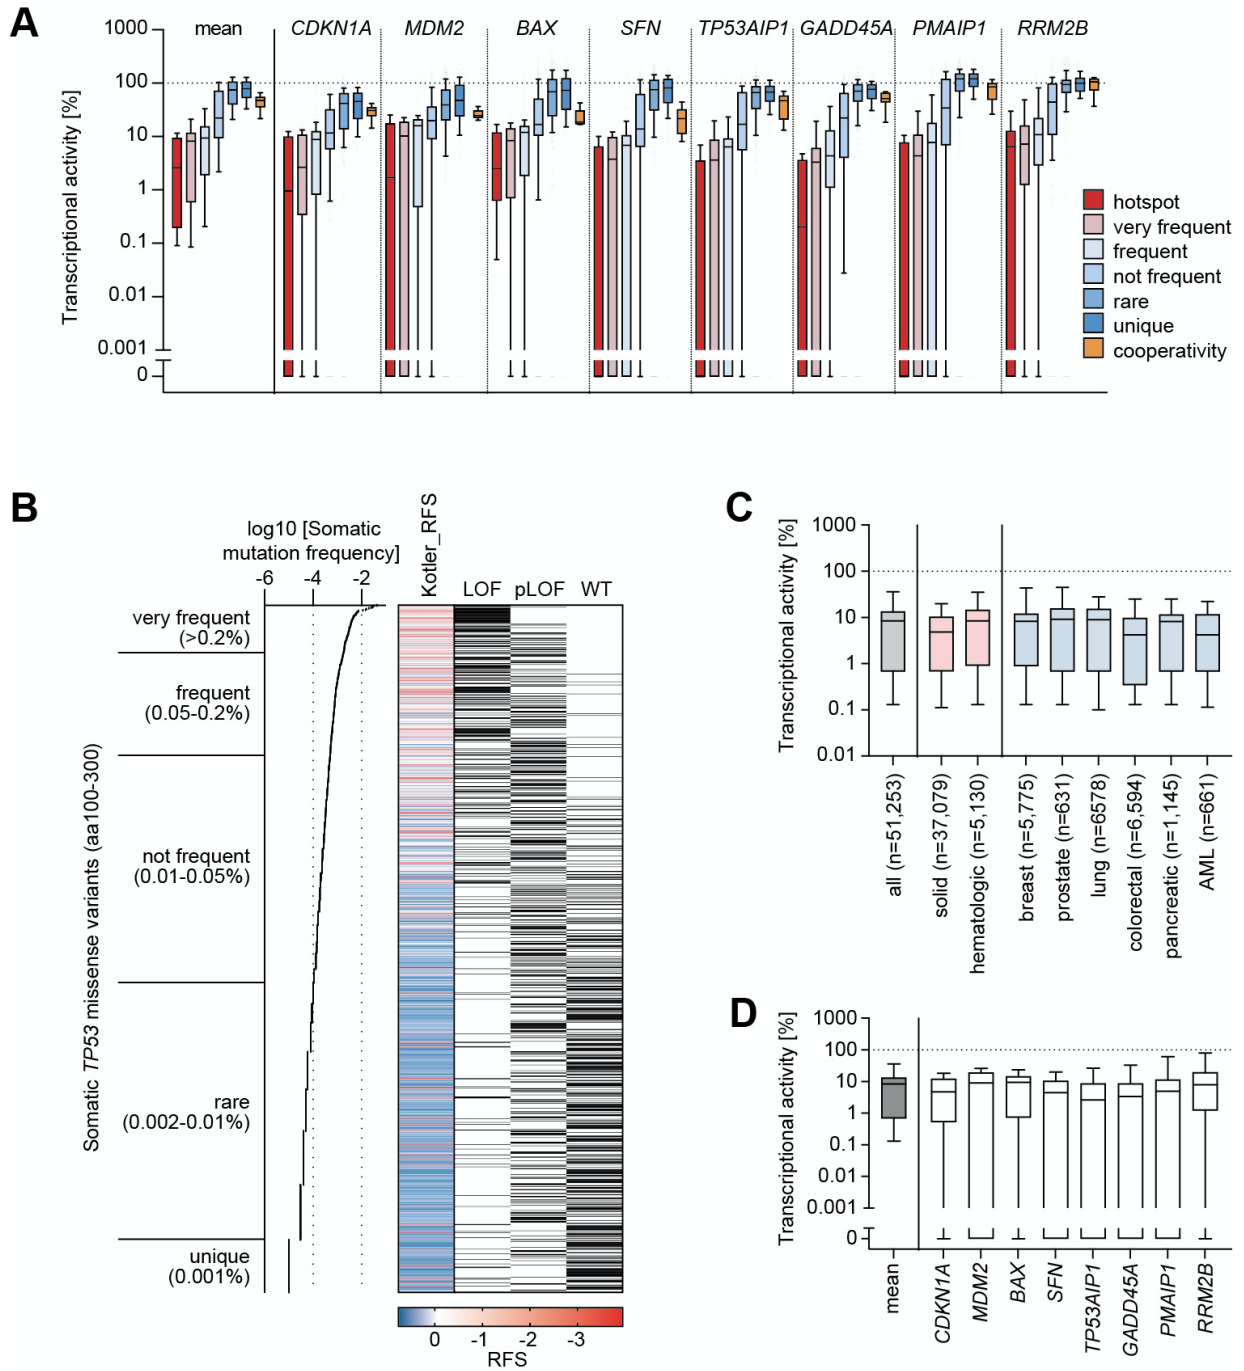 A
mean CDKN1A MDM2 BAX SFN TP53AIP1 GADD45A PMAIP1 RRM2B
Transcriptional activity [%]
1000
100
10
1
0.1
0.01
0.001
0
hotspot
very frequent
frequent
not frequent
rare
unique
cooperativity
B
log10 [Somatic
mutation frequency]
-6 -4 -2
Kotler_RFS
LOF pLOF WT
Somatic TP53 missense variants (aa100-300)
very frequent
(>0.2%)
frequent
(0.05-0.2%)
not frequent
(0.01-0.05%)
rare
(0.002-0.01%)
unique
(0.001%)
0 -1 -2 -3
RFS
C
Transcriptional activity [%]
1000
100
10
1
0.1
0.01
all (n=51,253)
solid (n=37,079)
hematologic (n=5,130)
breast (n=5,775)
prostate (n=631)
lung (n=6578)
colorectal (n=6,594)
pancreatic (n=1,145)
AML (n=661)
D
Transcriptional activity [%]
1000
100
10
1
0.1
0.01
0.001
0
mean
CDKN1A
MDM2
BAX
SFN
TP53AIP1
GADD45A
PMAIP1
RRM2B